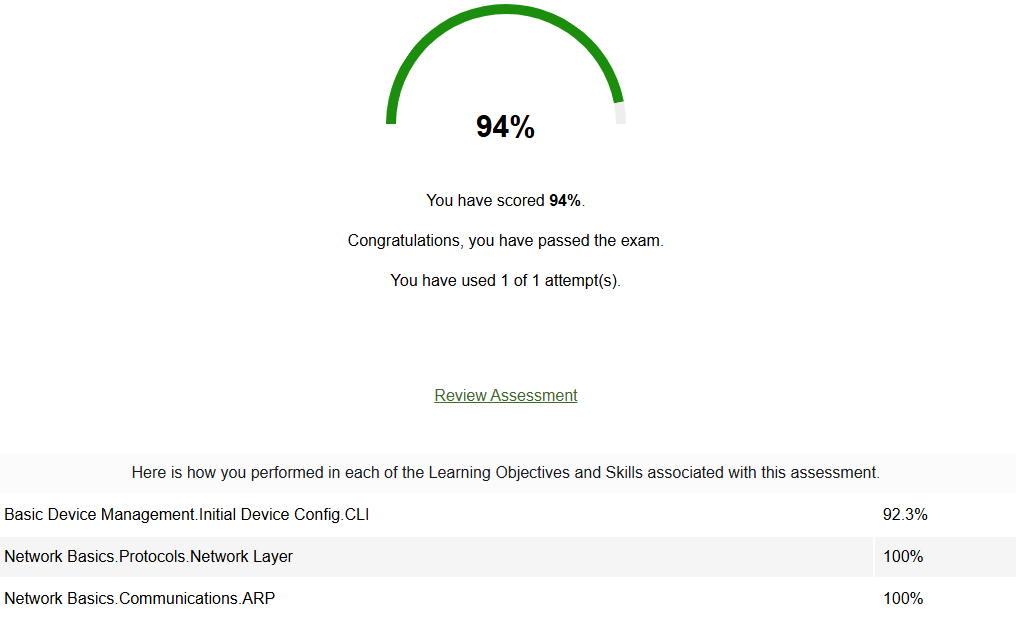 94%
You have scored 94%.
Congratulations, you have passed the exam.
You have used 1 of 1 attempt(s).
Review Assessment
Here is how you performed in each of the Learning Objectives and Skills associated with this assessment.
Basic Device Management.Initial Device Config.CLI 92.3%
Network Basics.Protocols.Network Layer 100%
Network Basics.Communications.ARP 100%